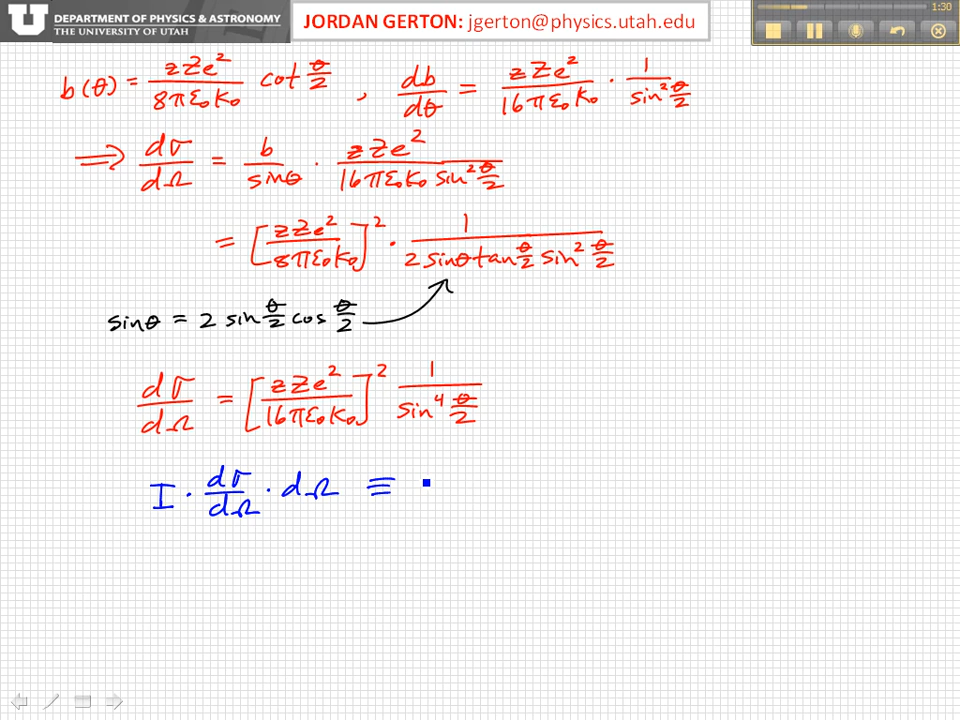 DEPARTMENT OF PHYSICS & ASTRONOMY
THE UNIVERSITY OF UTAH
U
JORDAN GERTON: jgerton@physics.utah.edu
1:30
b(θ) = zZe²/8πε₀K₀ cot θ/2 , db/dθ = zZe²/16πε₀K₀ · 1/sin² θ/2
⟹ dσ/dΩ = b/sinθ · zZe²/16πε₀K₀ sin² θ/2
= [zZe²/8πε₀K₀]² · 1/2 sinθ tan θ/2 sin² θ/2
sinθ = 2 sin θ/2 cos θ/2
dσ/dΩ = [zZe²/16πε₀K₀]² 1/sin⁴ θ/2
I · dσ/dΩ · dΩ ≡